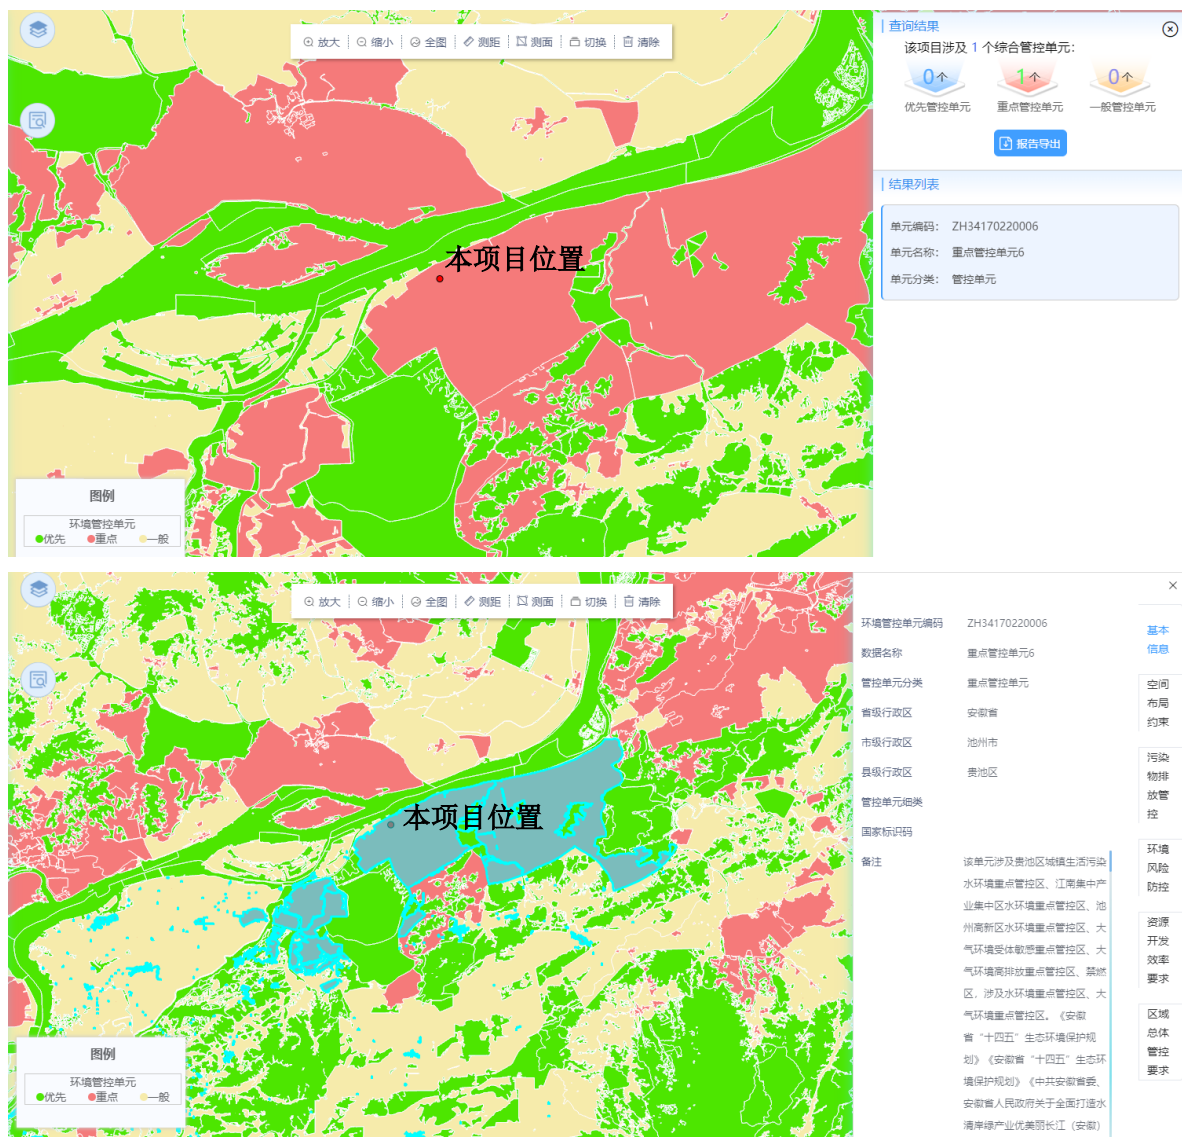 放大 缩小 全图 测距 测面 切换 清除
查询结果
该项目涉及 1 个综合管控单元：
0个 1个 0个
优先管控单元 重点管控单元 一般管控单元
报告导出
结果列表
单元编码： ZH34170220006
单元名称： 重点管控单元6
单元分类： 管控单元
本项目位置
图例
环境管控单元
优先 重点 一般
放大 缩小 全图 测距 测面 切换 清除
本项目位置
图例
环境管控单元
优先 重点 一般
环境管控单元编码 ZH34170220006
数据名称 重点管控单元6
管控单元分类 重点管控单元
省级行政区 安徽省
市级行政区 池州市
县级行政区 贵池区
管控单元细类
国家标识码
备注 该单元涉及贵池区城镇生活污染
水环境重点管控区、江南集中产
业集中区水环境重点管控区、池
州高新区水环境重点管控区、大
气环境受体敏感重点管控区、大
气环境高排放重点管控区、禁燃
区，涉及水环境重点管控区、大
气环境重点管控区。《安徽
省“十四五”生态环境保护规
划》《安徽省“十四五”生态环
境保护规划》《中共安徽省委、
安徽省人民政府关于全面打造水
清岸绿产业优美丽长江（安徽）
基本
信息
空间
布局
约束
污染
物排
放管
控
环境
风险
防控
资源
开发
效率
要求
区域
总体
管控
要求